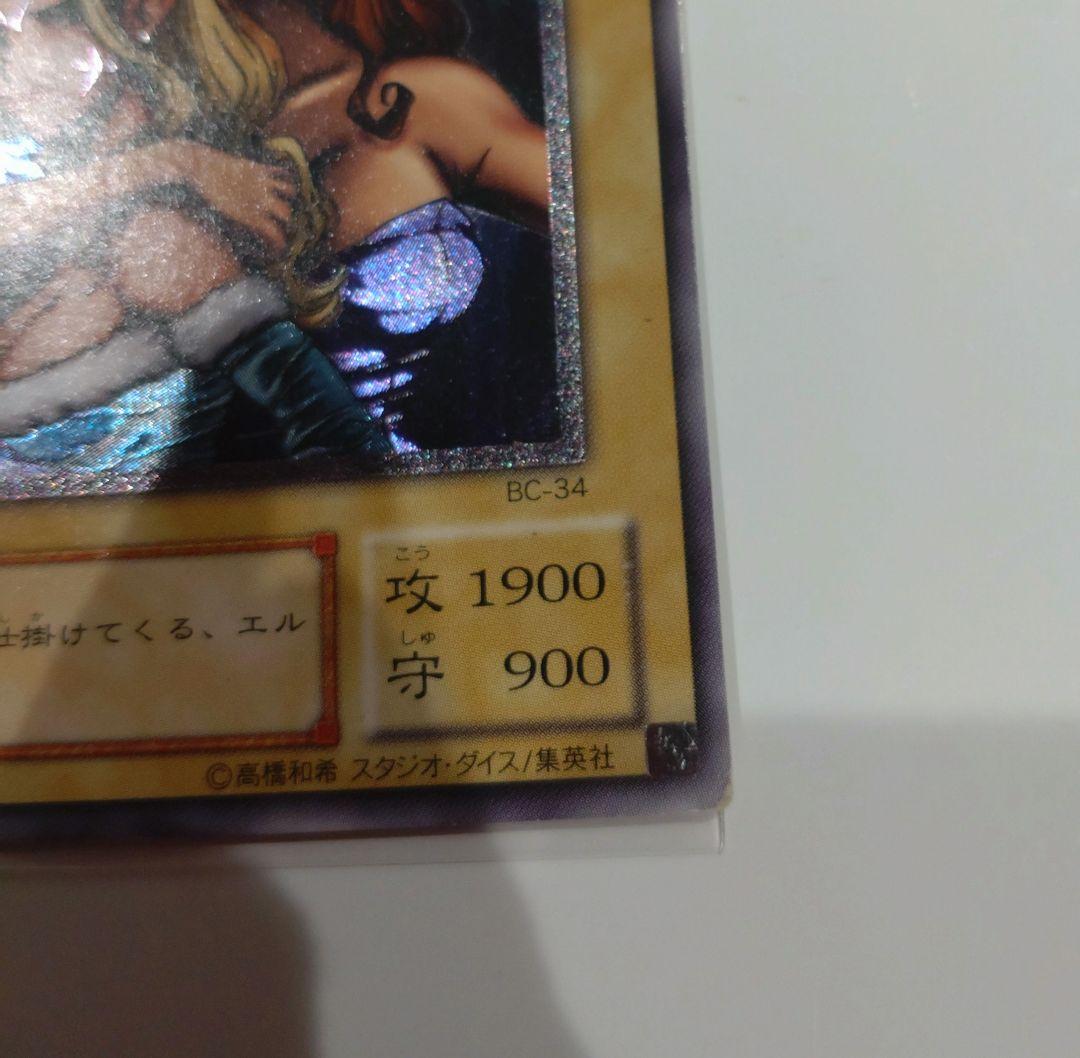 BC-34
こう
攻 1900
仕掛けてくる、エル
しゅ
守 900
©高橋和希 スタジオ・ダイス/集英社